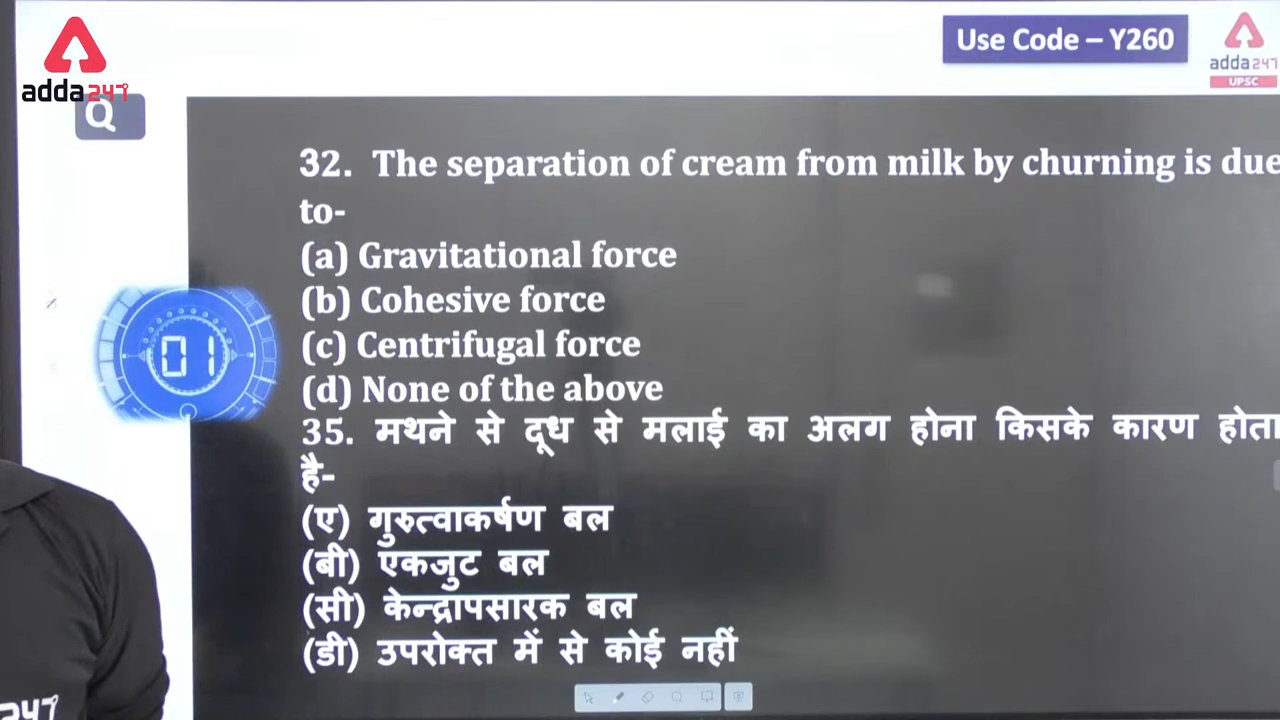 adda247
Use Code – Y260
adda247
UPSC
Q
32. The separation of cream from milk by churning is due
to-
(a) Gravitational force
(b) Cohesive force
(c) Centrifugal force
(d) None of the above
01
35. मथने से दूध से मलाई का अलग होना किसके कारण होता
है-
(ए) गुरुत्वाकर्षण बल
(बी) एकजुट बल
(सी) केन्द्रापसारक बल
(डी) उपरोक्त में से कोई नहीं
247